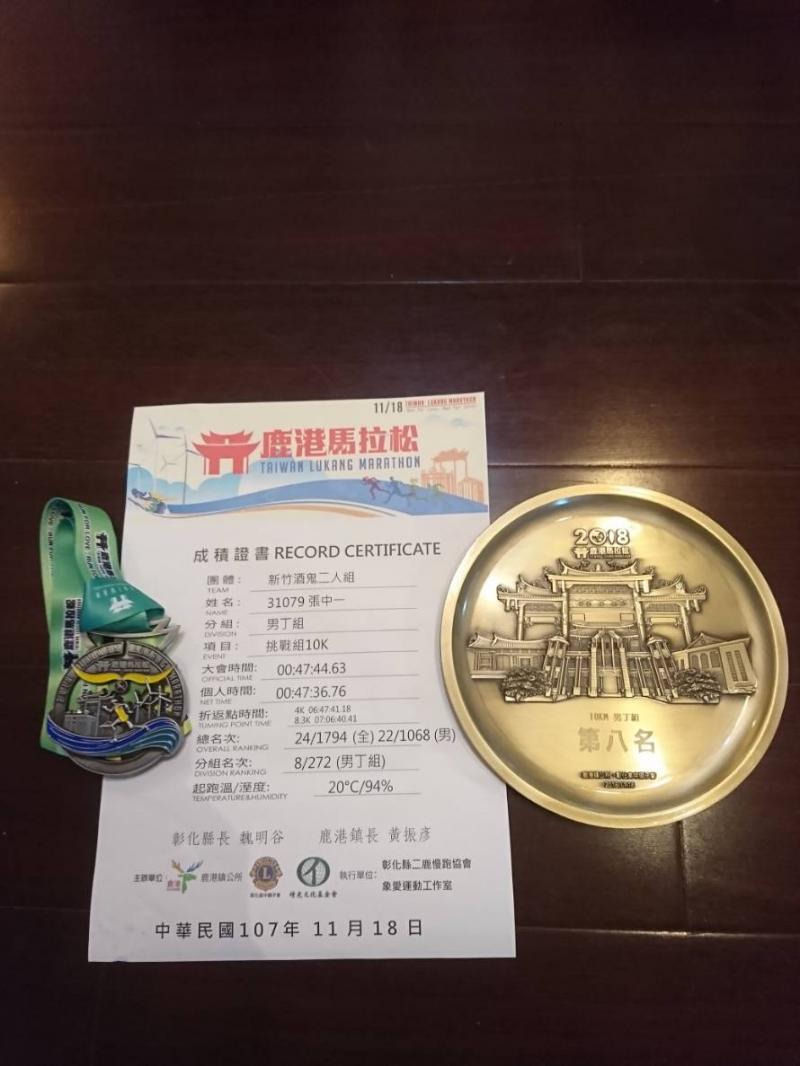 11/18 TAIWAN LUKANG MARATHON
鹿港馬拉松
TAIWAN LUKANG MARATHON
成積證書 RECORD CERTIFICATE
團體: 新竹酒鬼二人組
TEAM
姓名: 31079 張中一
NAME
分組: 男丁組
DIVISION
項目: 挑戰組10K
EVENT
大會時間: 00:47:44.63
OFFICIAL TIME
個人時間: 00:47:36.76
NET TIME
折返點時間: 4K 06:47:41.18
8.3K 07:06:40.41
TUMING POINT TIME
總名次: 24/1794 (全) 22/1068 (男)
OVERALL RANKING
分組名次: 8/272 (男丁組)
DIVISION RANKING
起跑溫/溼度: 20°C/94%
TEMPERATURE&HUMIDITY
彰化縣長 魏明谷 鹿港鎮長 黃振彥
主辦單位: 鹿港鎮公所
執行單位: 彰化縣二鹿慢跑協會
象愛運動工作室
中華民國107年 11月18日
鹿港馬拉松
2018
鹿港馬拉松
10KM 男丁組
第八名